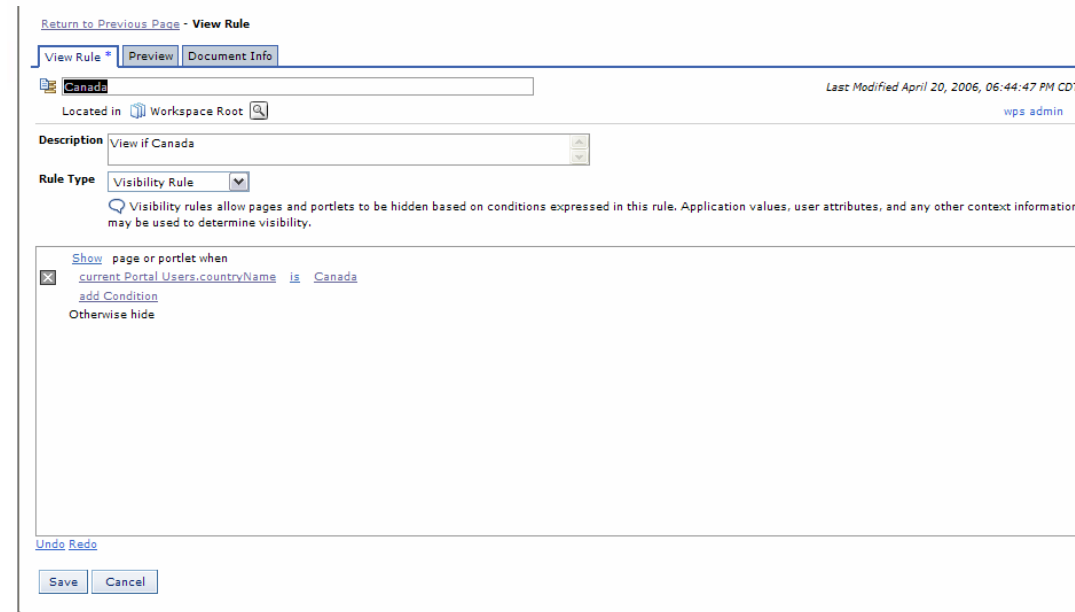 Return to Previous Page - View Rule
View Rule * Preview Document Info
Canada Last Modified April 20, 2006, 06:44:47 PM CDT
Located in Workspace Root wps admin
Description View if Canada
Rule Type Visibility Rule
Visibility rules allow pages and portlets to be hidden based on conditions expressed in this rule. Application values, user attributes, and any other context information
may be used to determine visibility.
Show page or portlet when
current Portal Users.countryName is Canada
add Condition
Otherwise hide
Undo Redo
Save Cancel